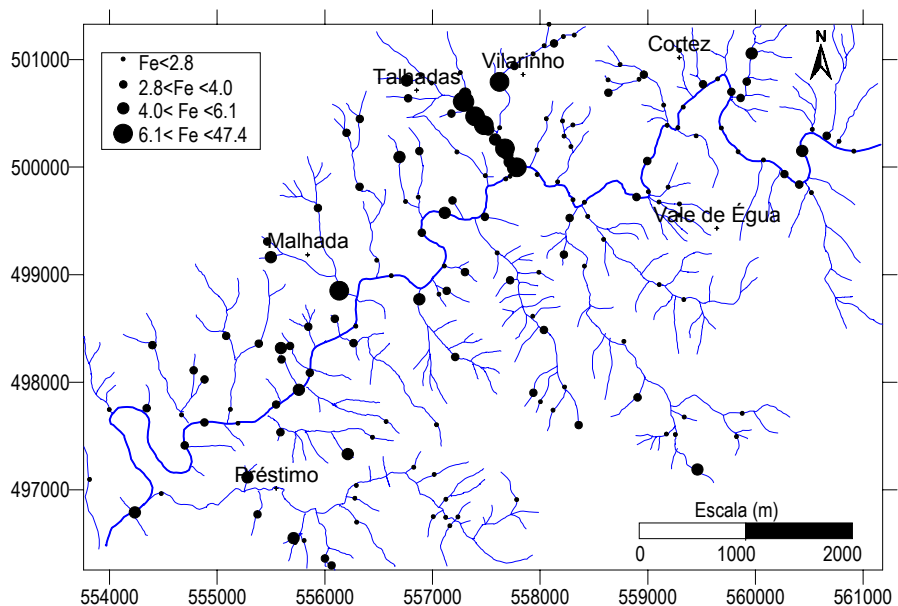 501000
500000
499000
498000
497000
Fe<2.8
2.8<Fe <4.0
4.0< Fe <6.1
6.1< Fe <47.4
Cortez
N
Vilarinho
Talhadas
Vale de Égua
Malhada
Préstimo
Escala (m)
0 1000 2000
554000 555000 556000 557000 558000 559000 560000 561000